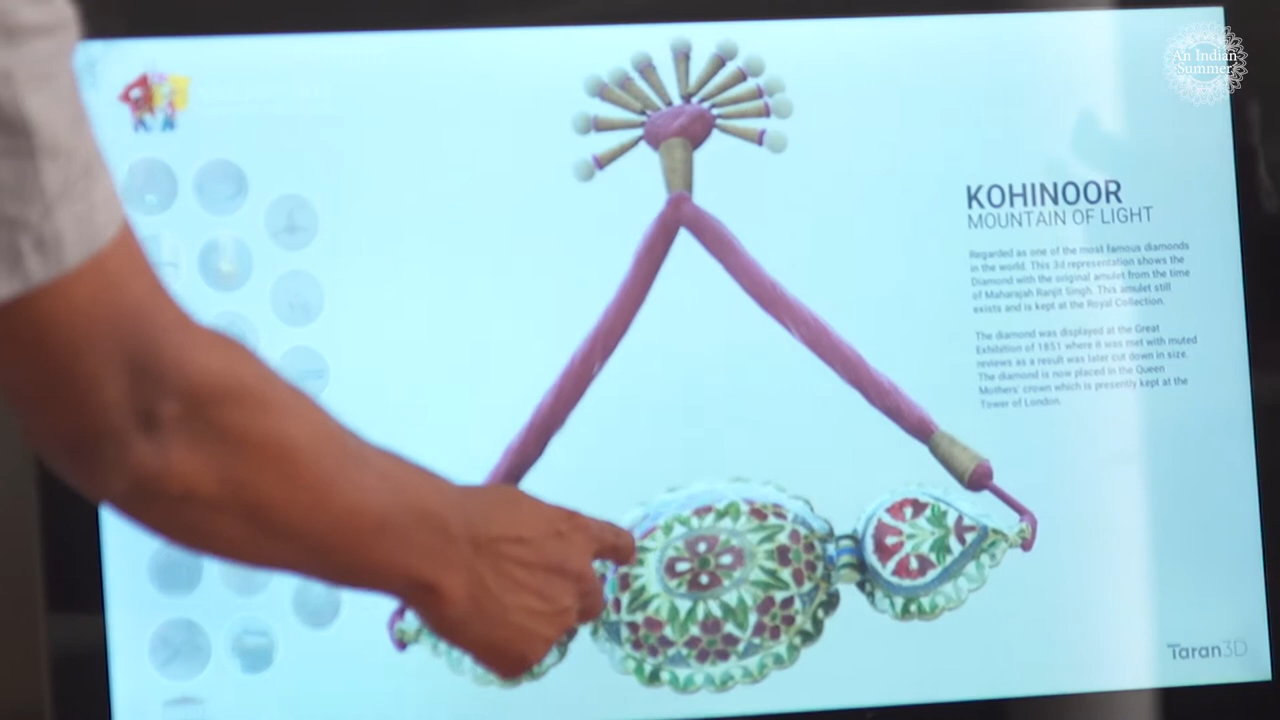 An Indian
Summer
KOHINOOR
MOUNTAIN OF LIGHT
Regarded as one of the most famous diamonds
in the world. This 3d representation shows the
Diamond with the original amulet from the time
of Maharajah Ranjit Singh. This amulet still
exists and is kept at the Royal Collection.
The diamond was displayed at the Great
Exhibition of 1851 where it was met with muted
reviews as a result was later cut down in size.
The diamond is now placed in the Queen
Mothers' crown which is presently kept at the
Tower of London.
Taran3D